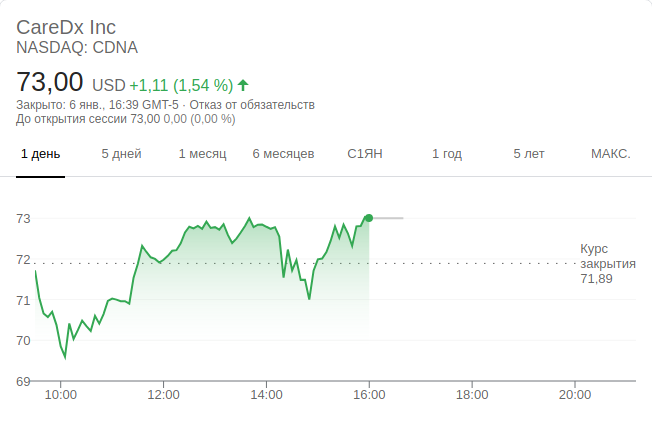 CareDx Inc
NASDAQ: CDNA
73,00 USD +1,11 (1,54 %)
Закрыто: 6 янв., 16:39 GMT-5 · Отказ от обязательств
До открытия сессии 73,00 0,00 (0,00 %)
1 день 5 дней 1 месяц 6 месяцев С1ЯН 1 год 5 лет МАКС.
73
72
71
70
69
Курс
закрытия
71,89
10:00 12:00 14:00 16:00 18:00 20:00